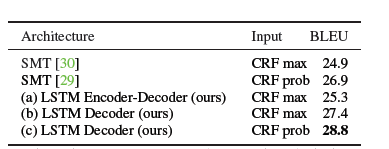 Architecture Input BLEU
SMT [30] CRF max 24.9
SMT [29] CRF prob 26.9
(a) LSTM Encoder-Decoder (ours) CRF max 25.3
(b) LSTM Decoder (ours) CRF max 27.4
(c) LSTM Decoder (ours) CRF prob 28.8